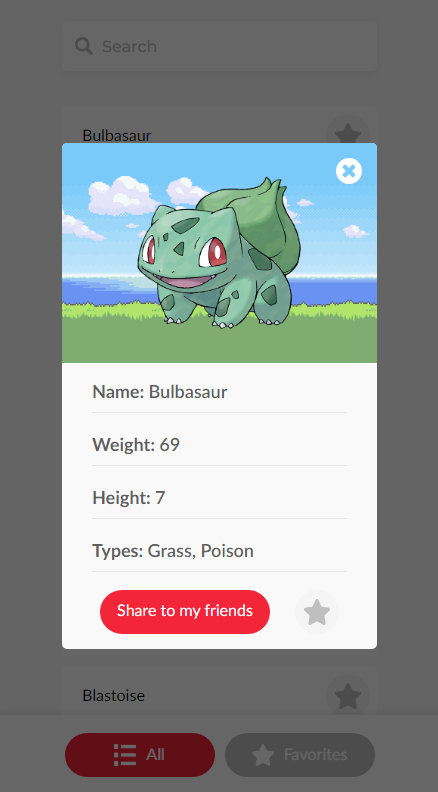 Search
Bulbasaur
Name: Bulbasaur
Weight: 69
Height: 7
Types: Grass, Poison
Share to my friends
Blastoise
All
Favorites